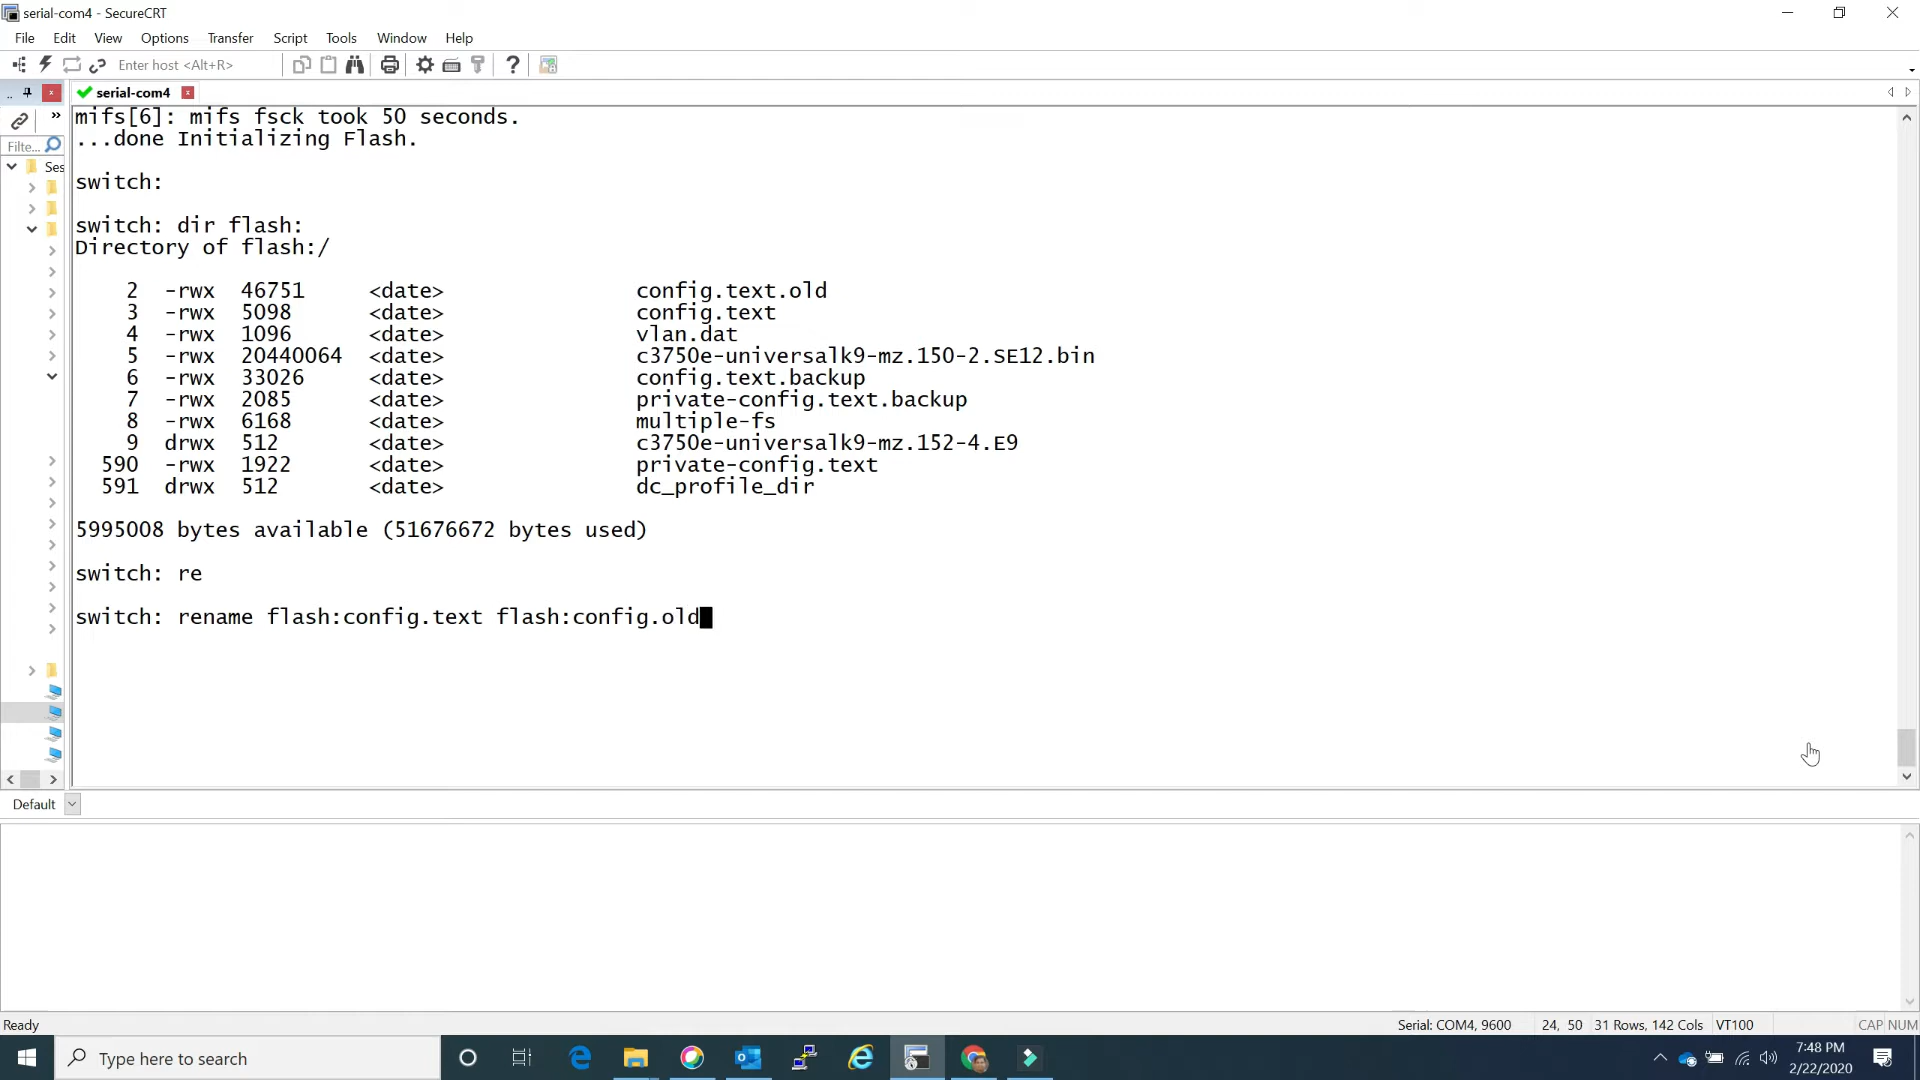 serial-com4 - SecureCRT
File Edit View Options Transfer Script Tools Window Help
Enter host <Alt+R>
serial-com4
mifs[6]: mifs fsck took 50 seconds.
...done Initializing Flash.
Filte...
Ses
switch:
switch: dir flash:
Directory of flash:/
2 -rwx 46751 <date> config.text.old
3 -rwx 5098 <date> config.text
4 -rwx 1096 <date> vlan.dat
5 -rwx 20440064 <date> c3750e-universalk9-mz.150-2.SE12.bin
6 -rwx 33026 <date> config.text.backup
7 -rwx 2085 <date> private-config.text.backup
8 -rwx 6168 <date> multiple-fs
9 drwx 512 <date> c3750e-universalk9-mz.152-4.E9
590 -rwx 1922 <date> private-config.text
591 drwx 512 <date> dc_profile_dir
5995008 bytes available (51676672 bytes used)
switch: re
switch: rename flash:config.text flash:config.old
Default
Ready Serial: COM4, 9600 24, 50 31 Rows, 142 Cols VT100 CAP NUM
Type here to search
7:48 PM
2/22/2020